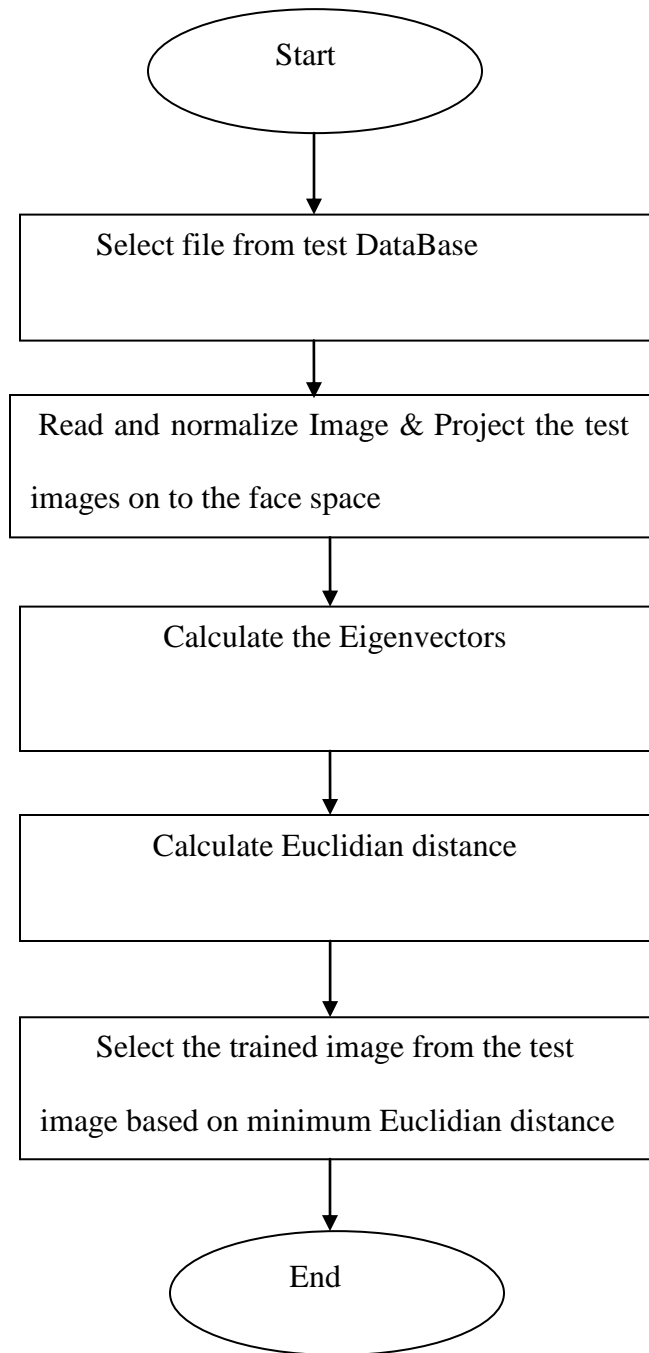 Start
Select file from test DataBase
Read and normalize Image & Project the test
images on to the face space
Calculate the Eigenvectors
Calculate Euclidian distance
Select the trained image from the test
image based on minimum Euclidian distance
End